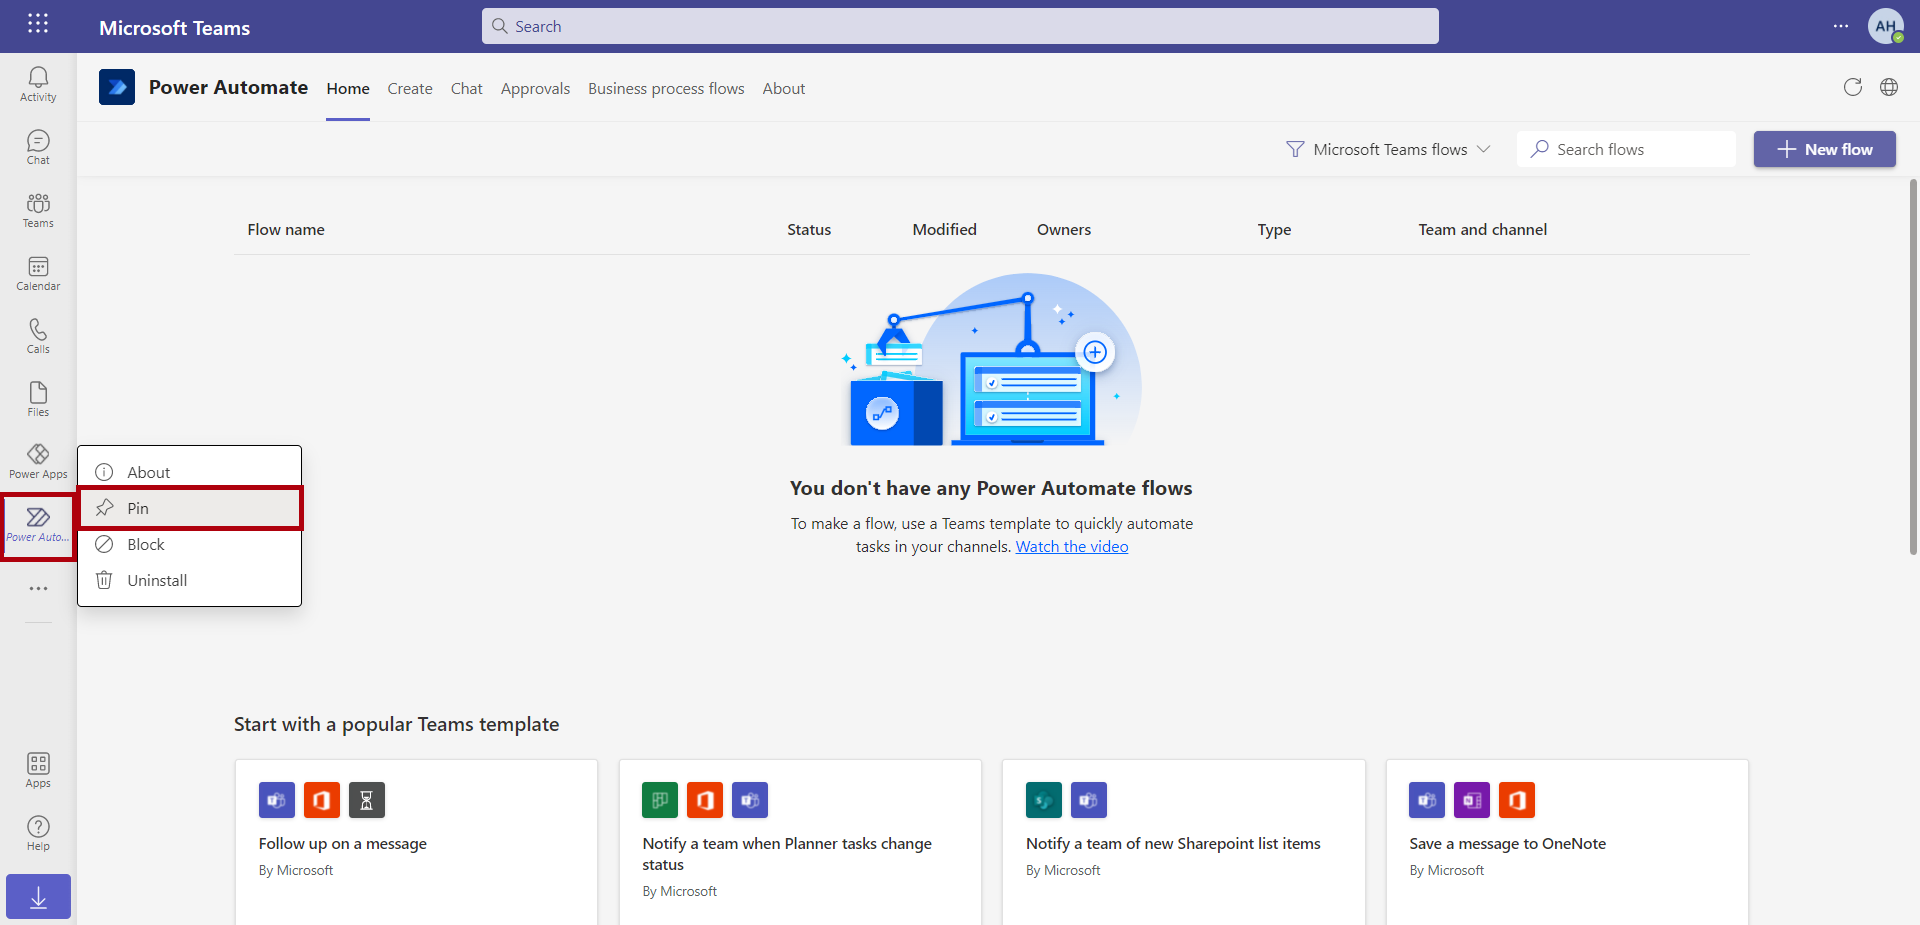 Microsoft Teams
Search
AH
Activity
Chat
Teams
Calendar
Calls
Files
Power Apps
Power Auto...
Apps
Help
Power Automate
Home
Create
Chat
Approvals
Business process flows
About
Microsoft Teams flows
Search flows
New flow
Flow name
Status
Modified
Owners
Type
Team and channel
About
Pin
Block
Uninstall
You don't have any Power Automate flows
To make a flow, use a Teams template to quickly automate
tasks in your channels. Watch the video
Start with a popular Teams template
Follow up on a message
By Microsoft
Notify a team when Planner tasks change
status
By Microsoft
Notify a team of new Sharepoint list items
By Microsoft
Save a message to OneNote
By Microsoft